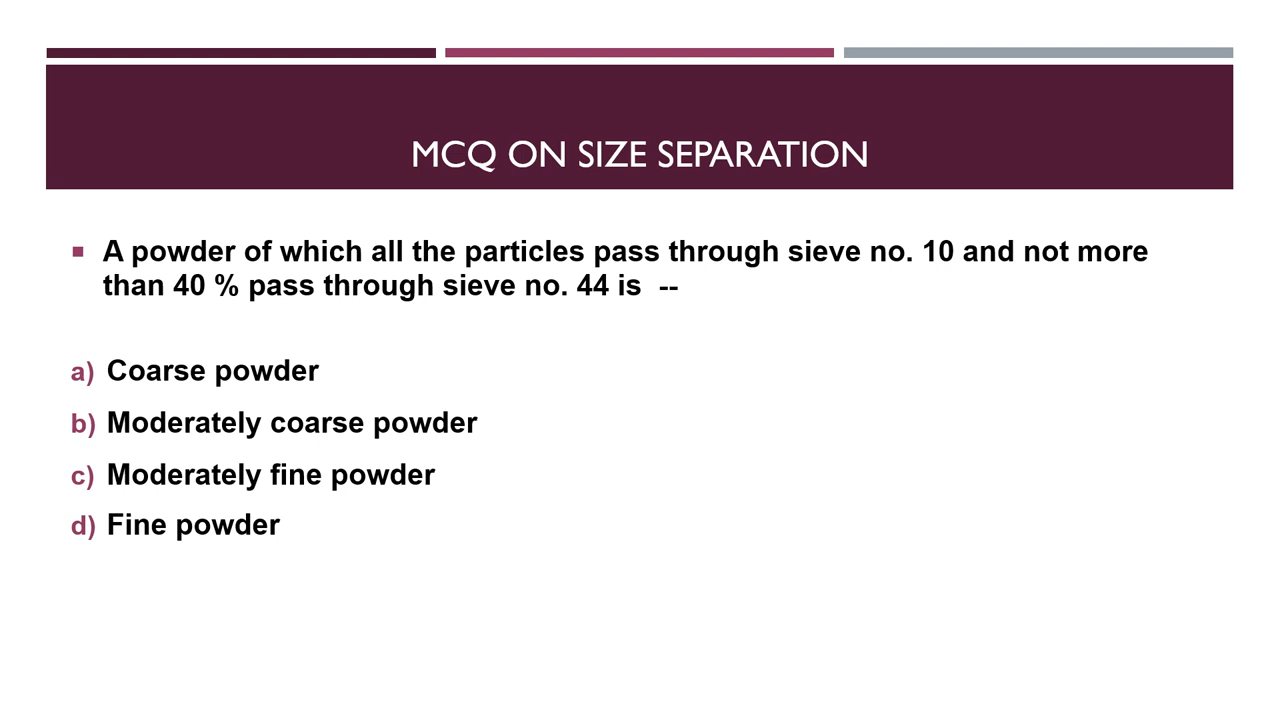 MCQ ON SIZE SEPARATION
▪ A powder of which all the particles pass through sieve no. 10 and not more
than 40 % pass through sieve no. 44 is  --
a) Coarse powder
b) Moderately coarse powder
c) Moderately fine powder
d) Fine powder